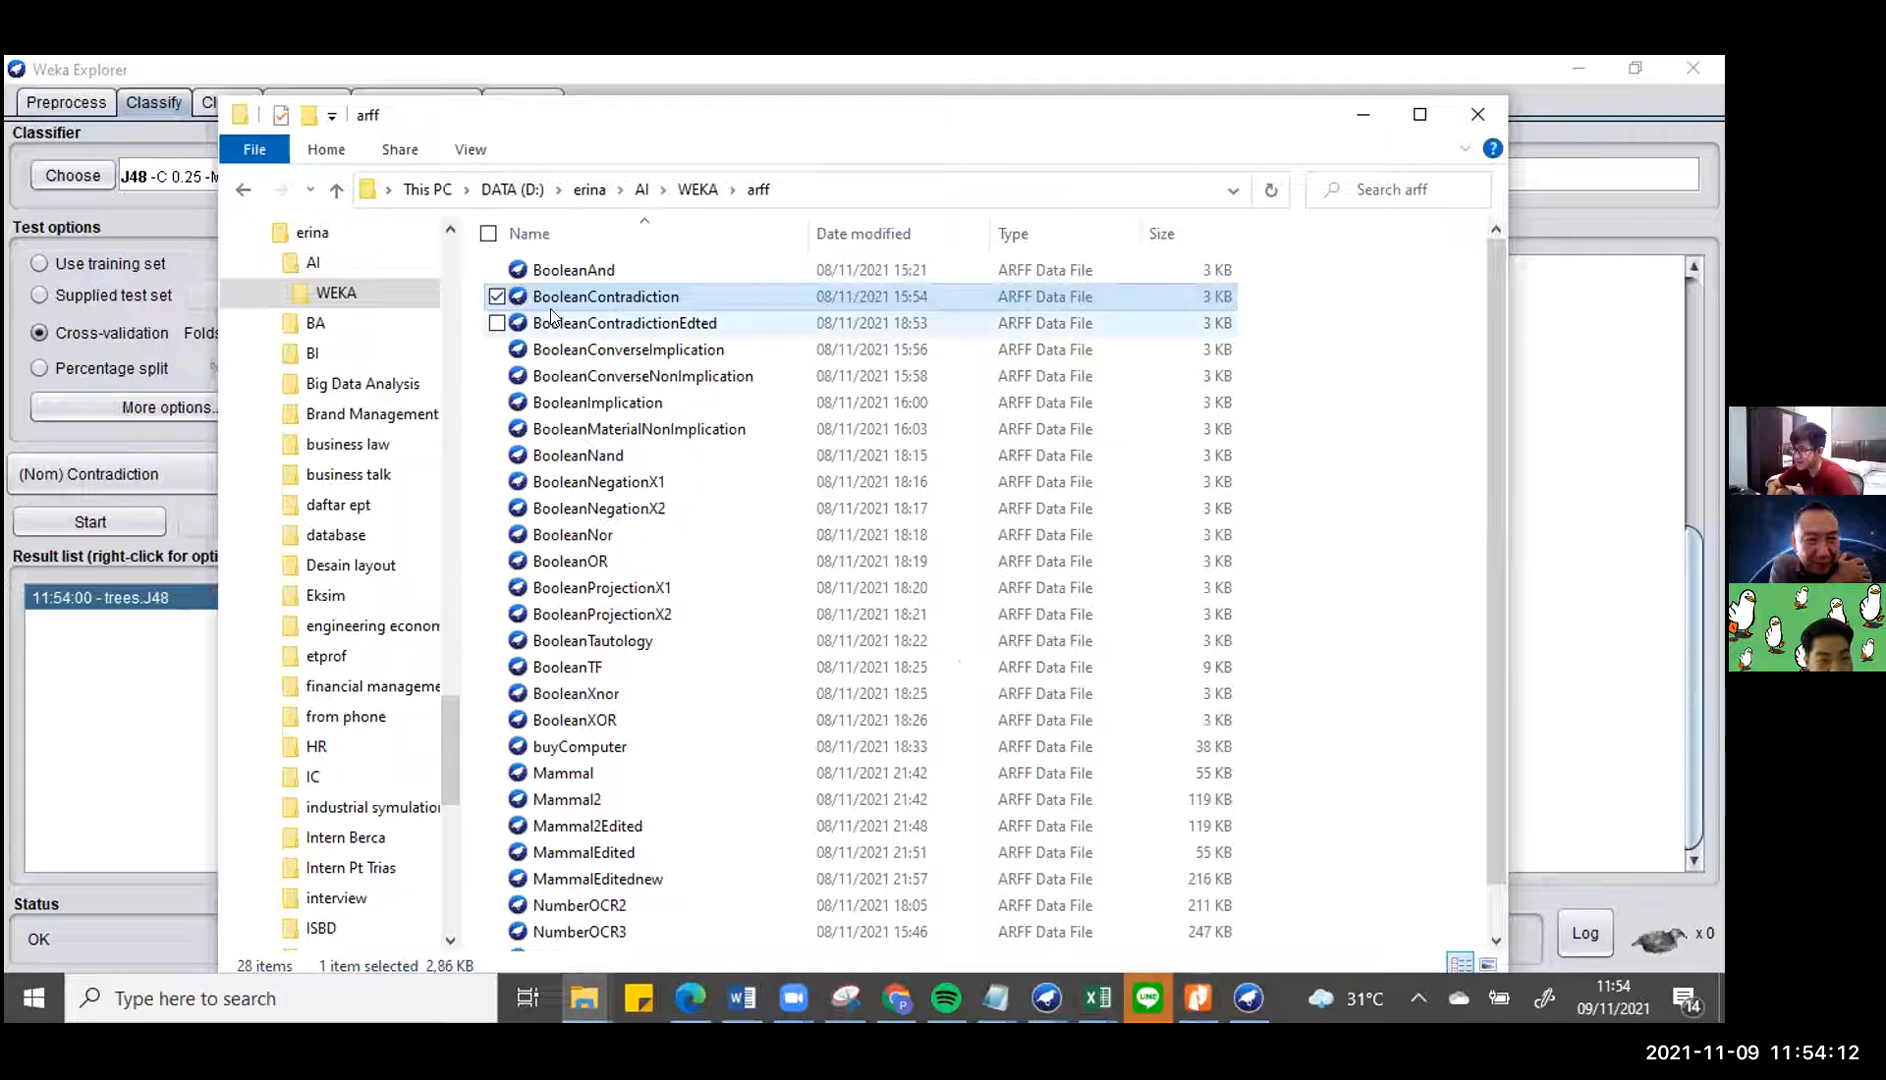 Weka Explorer
Preprocess
Classify
Cl
Classifier
Choose
J48 -C 0.25 -M
Test options
Use training set
Supplied test set
Cross-validation Folds
Percentage split
More options...
(Nom) Contradiction
Start
Result list (right-click for opti
11:54:00 - trees.J48
Status
OK
Log
x 0
arff
File
Home
Share
View
This PC
DATA (D:)
erina
AI
WEKA
arff
Search arff
erina
AI
WEKA
BA
BI
Big Data Analysis
Brand Management
business law
business talk
daftar ept
database
Desain layout
Eksim
engineering econom
etprof
financial manageme
from phone
HR
IC
industrial symulation
Intern Berca
Intern Pt Trias
interview
ISBD
Name Date modified Type Size
BooleanAnd 08/11/2021 15:21 ARFF Data File 3 KB
BooleanContradiction 08/11/2021 15:54 ARFF Data File 3 KB
BooleanContradictionEdted 08/11/2021 18:53 ARFF Data File 3 KB
BooleanConverseImplication 08/11/2021 15:56 ARFF Data File 3 KB
BooleanConverseNonImplication 08/11/2021 15:58 ARFF Data File 3 KB
BooleanImplication 08/11/2021 16:00 ARFF Data File 3 KB
BooleanMaterialNonImplication 08/11/2021 16:03 ARFF Data File 3 KB
BooleanNand 08/11/2021 18:15 ARFF Data File 3 KB
BooleanNegationX1 08/11/2021 18:16 ARFF Data File 3 KB
BooleanNegationX2 08/11/2021 18:17 ARFF Data File 3 KB
BooleanNor 08/11/2021 18:18 ARFF Data File 3 KB
BooleanOR 08/11/2021 18:19 ARFF Data File 3 KB
BooleanProjectionX1 08/11/2021 18:20 ARFF Data File 3 KB
BooleanProjectionX2 08/11/2021 18:21 ARFF Data File 3 KB
BooleanTautology 08/11/2021 18:22 ARFF Data File 3 KB
BooleanTF 08/11/2021 18:25 ARFF Data File 9 KB
BooleanXnor 08/11/2021 18:25 ARFF Data File 3 KB
BooleanXOR 08/11/2021 18:26 ARFF Data File 3 KB
buyComputer 08/11/2021 18:33 ARFF Data File 38 KB
Mammal 08/11/2021 21:42 ARFF Data File 55 KB
Mammal2 08/11/2021 21:42 ARFF Data File 119 KB
Mammal2Edited 08/11/2021 21:48 ARFF Data File 119 KB
MammalEdited 08/11/2021 21:51 ARFF Data File 55 KB
MammalEditednew 08/11/2021 21:57 ARFF Data File 216 KB
NumberOCR2 08/11/2021 18:05 ARFF Data File 211 KB
NumberOCR3 08/11/2021 15:46 ARFF Data File 247 KB
28 items 1 item selected 2,86 KB
Type here to search
LINE
31°C
11:54
09/11/2021
14
2021-11-09 11:54:12